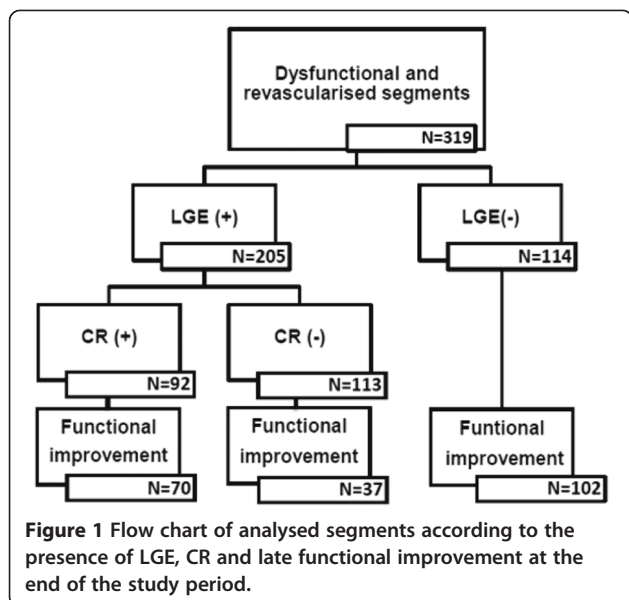 Dysfunctional and
revascularised segments
N=319
LGE (+)
N=205
LGE(-)
N=114
CR (+)
N=92
CR (-)
N=113
Functional
improvement
N=70
Functional
improvement
N=37
Funtional
improvement
N=102
Figure 1 Flow chart of analysed segments according to the
presence of LGE, CR and late functional improvement at the
end of the study period.